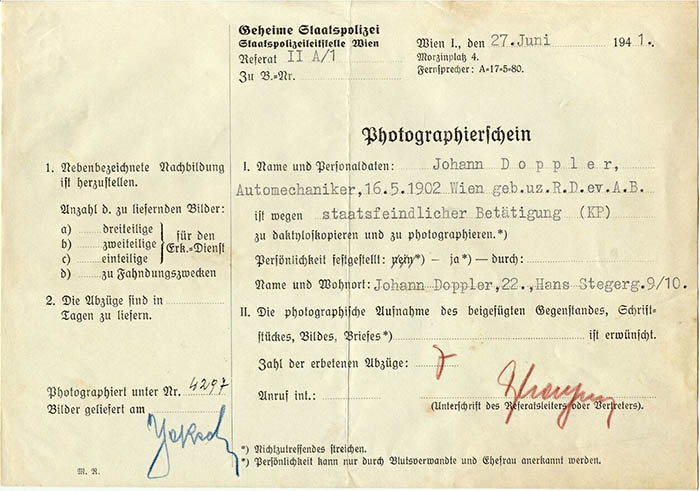 Geheime Staatspolizei
Staatspolizeileitstelle Wien
Referat II A/1
Zu B.=Nr.
Wien I., den 27.Juni 1941.
Morzinplatz 4.
Fernsprecher: A=17=5=80.
Photographierschein
1. Nebenbezeichnete Nachbildung
ist herzustellen.
Anzahl d. zu liefernden Bilder:
a) dreiteilige
b) zweiteilige
c) einteilige
für den
Erk.=Dienst
d) zu Fahndungszwecken
2. Die Abzüge sind in
Tagen zu liefern.
Photographiert unter Nr. 4297
Bilder geliefert am
M. R.
I. Name und Personaldaten: Johann Doppler,
Automechaniker,16.5.1902 Wien geb.uz.R.D.ev.A.B.
ist wegen staatsfeindlicher Betätigung (KP)
zu daktyloskopieren und zu photographieren.*)
Persönlichkeit festgestellt: nein*) – ja*) – durch:
Name und Wohnort: Johann Doppler,22.,Hans Stegerg.9/10.
II. Die photographische Aufnahme des beigefügten Gegenstandes, Schrift=
stückes, Bildes, Briefes*) ist erwünscht.
Zahl der erbetenen Abzüge: 7
Anruf int.:
(Unterschrift des Referatsleiters oder Vertreters).
*) Nichtzutreffendes streichen.
*) Persönlichkeit kann nur durch Blutsverwandte und Ehefrau anerkannt werden.